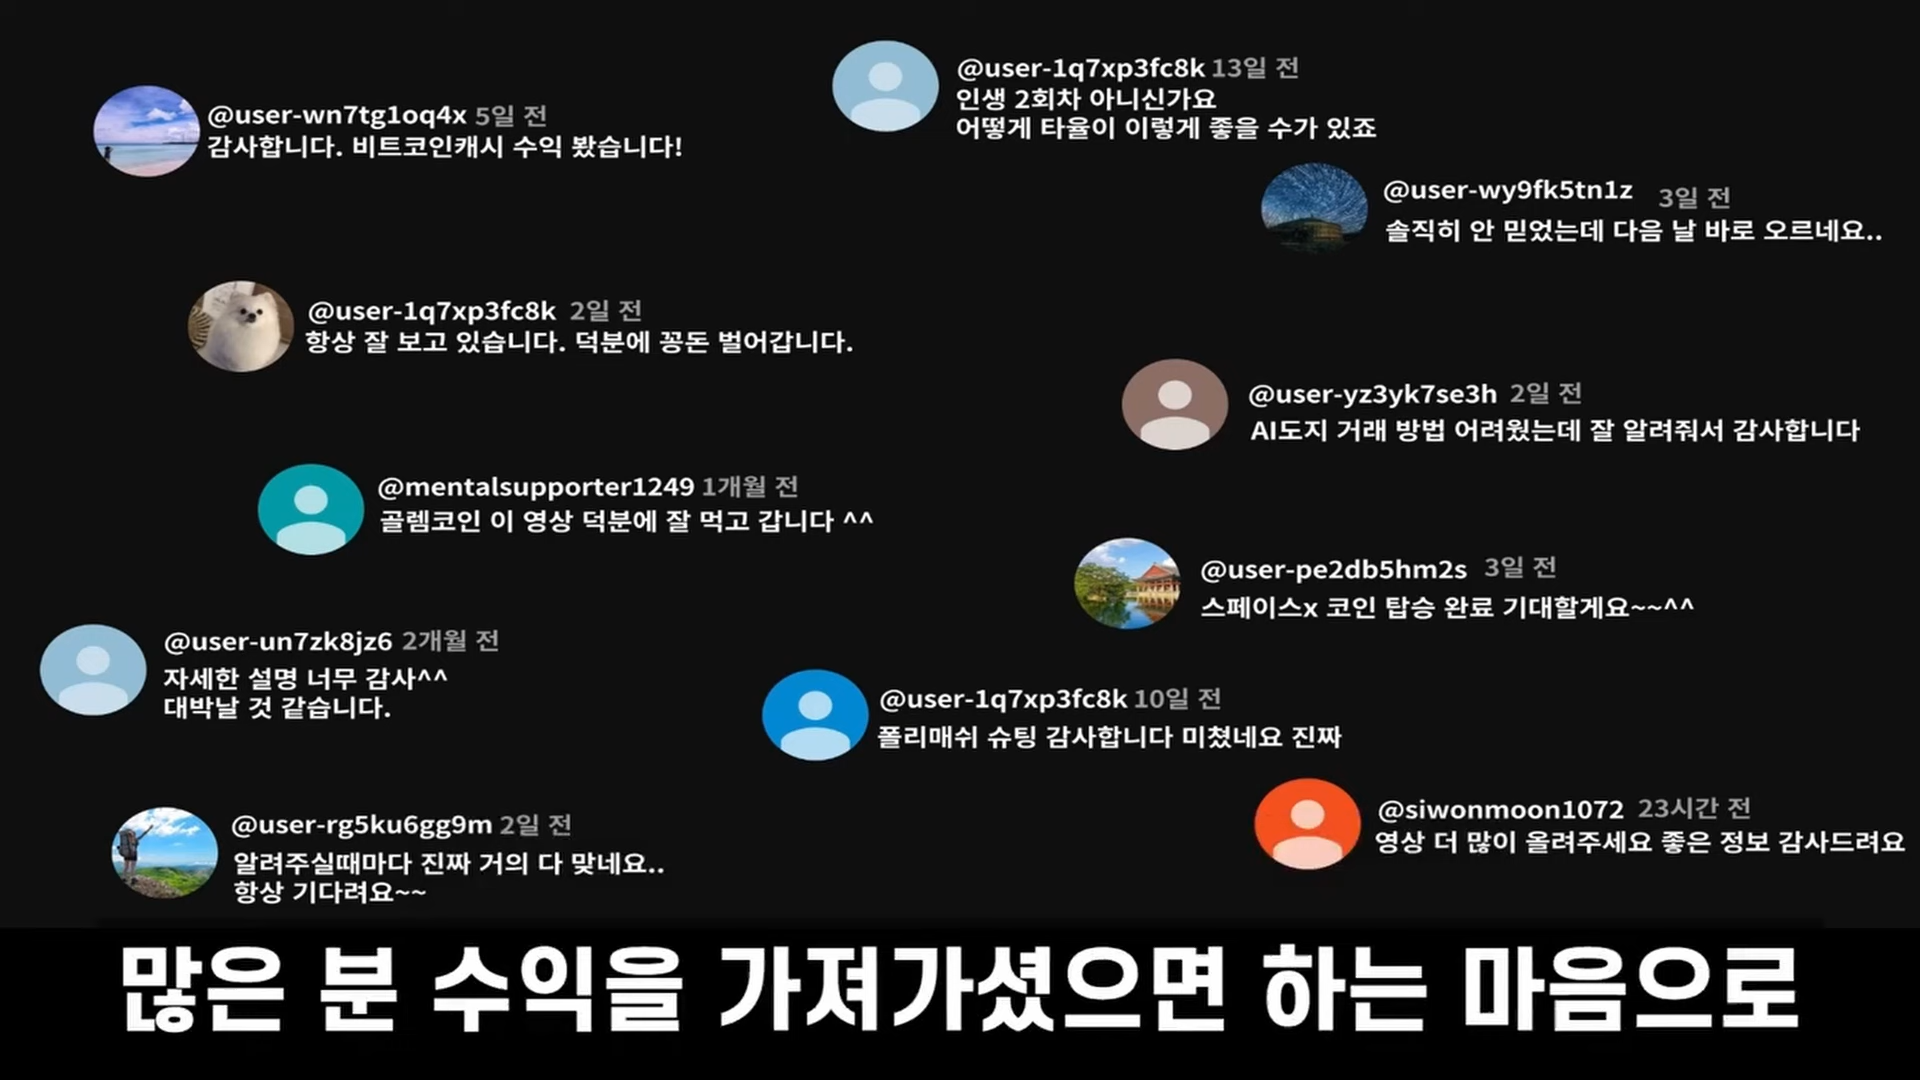 @user-1q7xp3fc8k 13일 전
인생 2회차 아니신가요
어떻게 타율이 이렇게 좋을 수가 있죠
@user-wn7tg1oq4x 5일 전
감사합니다. 비트코인캐시 수익 봤습니다!
@user-wy9fk5tn1z 3일 전
솔직히 안 믿었는데 다음 날 바로 오르네요..
@user-1q7xp3fc8k 2일 전
항상 잘 보고 있습니다. 덕분에 꽁돈 벌어갑니다.
@user-yz3yk7se3h 2일 전
AI도지 거래 방법 어려웠는데 잘 알려줘서 감사합니다
@mentalsupporter1249 1개월 전
골렘코인 이 영상 덕분에 잘 먹고 갑니다 ^^
@user-pe2db5hm2s 3일 전
스페이스x 코인 탑승 완료 기대할게요~~^^
@user-un7zk8jz6 2개월 전
자세한 설명 너무 감사^^
대박날 것 같습니다.
@user-1q7xp3fc8k 10일 전
폴리매쉬 슈팅 감사합니다 미쳤네요 진짜
@siwonmoon1072 23시간 전
영상 더 많이 올려주세요 좋은 정보 감사드려요
@user-rg5ku6gg9m 2일 전
알려주실때마다 진짜 거의 다 맞네요..
항상 기다려요~~
많은 분 수익을 가져가셨으면 하는 마음으로